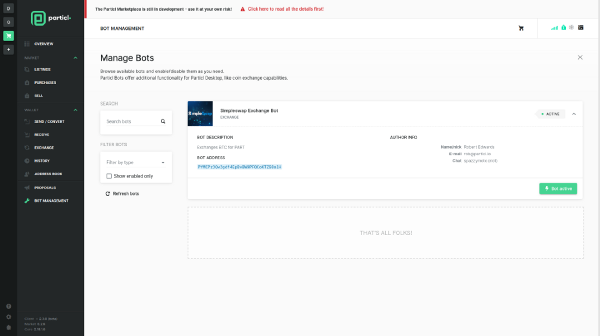 The Particl Marketplace is still in development - use it at your own risk!
Click here to read all the details first!
particl
BOT MANAGEMENT
OVERVIEW
MARKET
LISTINGS
PURCHASES
SELL
WALLET
SEND / CONVERT
RECEIVE
EXCHANGE
HISTORY
ADDRESS BOOK
PROPOSALS
BOT MANAGEMENT
Manage Bots
Browse available bots and enable/disable them as you need.
Particl Bots offer additional functionality for Particl Desktop, like coin exchange capabilities.
SEARCH
Search bots
FILTER BOTS
Filter by type
Show enabled only
Refresh bots
Simpleswap Exchange Bot
EXCHANGE
ACTIVE
BOT DESCRIPTION
Exchanges BTC for PART
BOT ADDRESS
AUTHOR INFO
Name/nick Robert Edwards
E-mail
Chat
Set active
THAT'S ALL FOLKS!